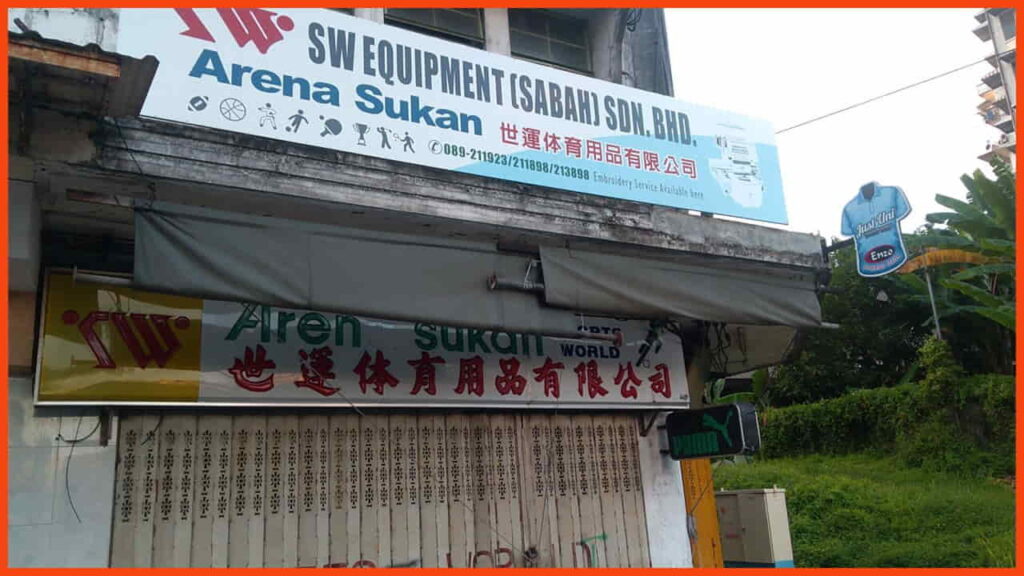 SW
SW EQUIPMENT (SABAH) SDN. BHD.
Arena Sukan
世運体育用品有限公司
089-211923/211898/213898 Embroidery Service Available here
Just Uni
Enzo
SW
Aren sukan
WORLD
世運体育用品有限公司
PUMA